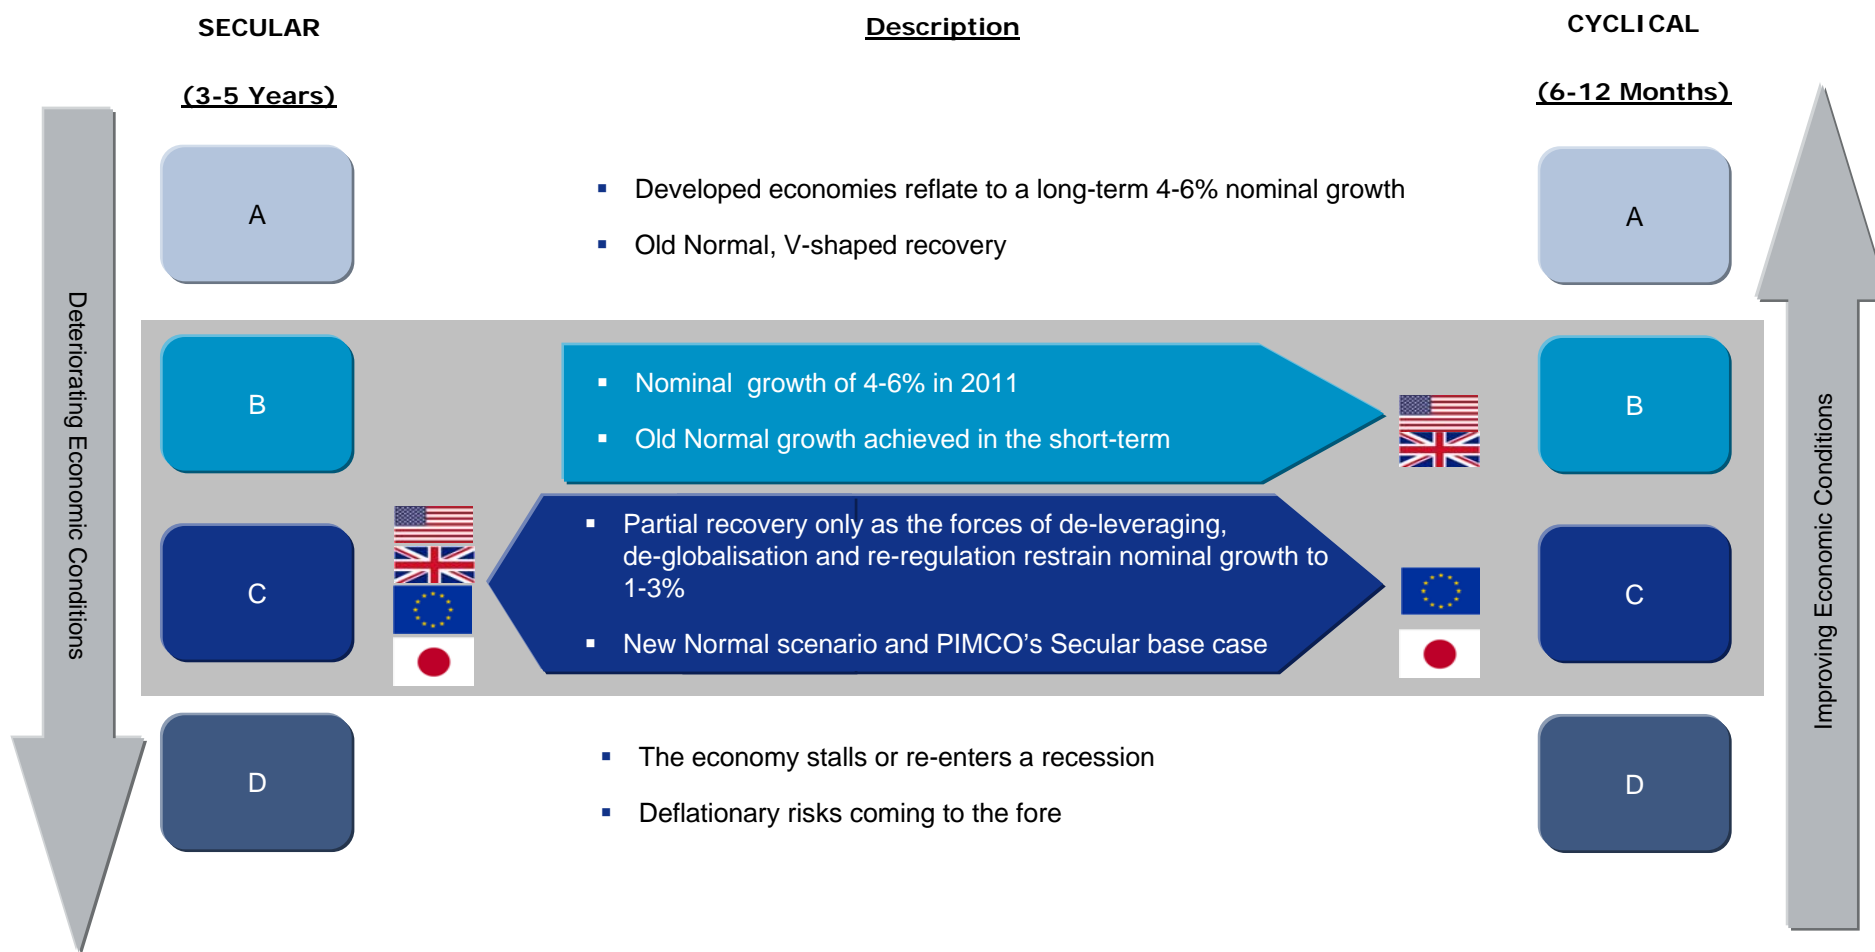 SECULAR
Description
CYCLICAL
(3-5 Years)
(6-12 Months)
A
Developed economies reflate to a long-term 4-6% nominal growth
Old Normal, V-shaped recovery
A
Deteriorating Economic Conditions
B
Nominal growth of 4-6% in 2011
Old Normal growth achieved in the short-term
B
Improving Economic Conditions
C
Partial recovery only as the forces of de-leveraging,
de-globalisation and re-regulation restrain nominal growth to
1-3%
New Normal scenario and PIMCO's Secular base case
C
D
The economy stalls or re-enters a recession
Deflationary risks coming to the fore
D